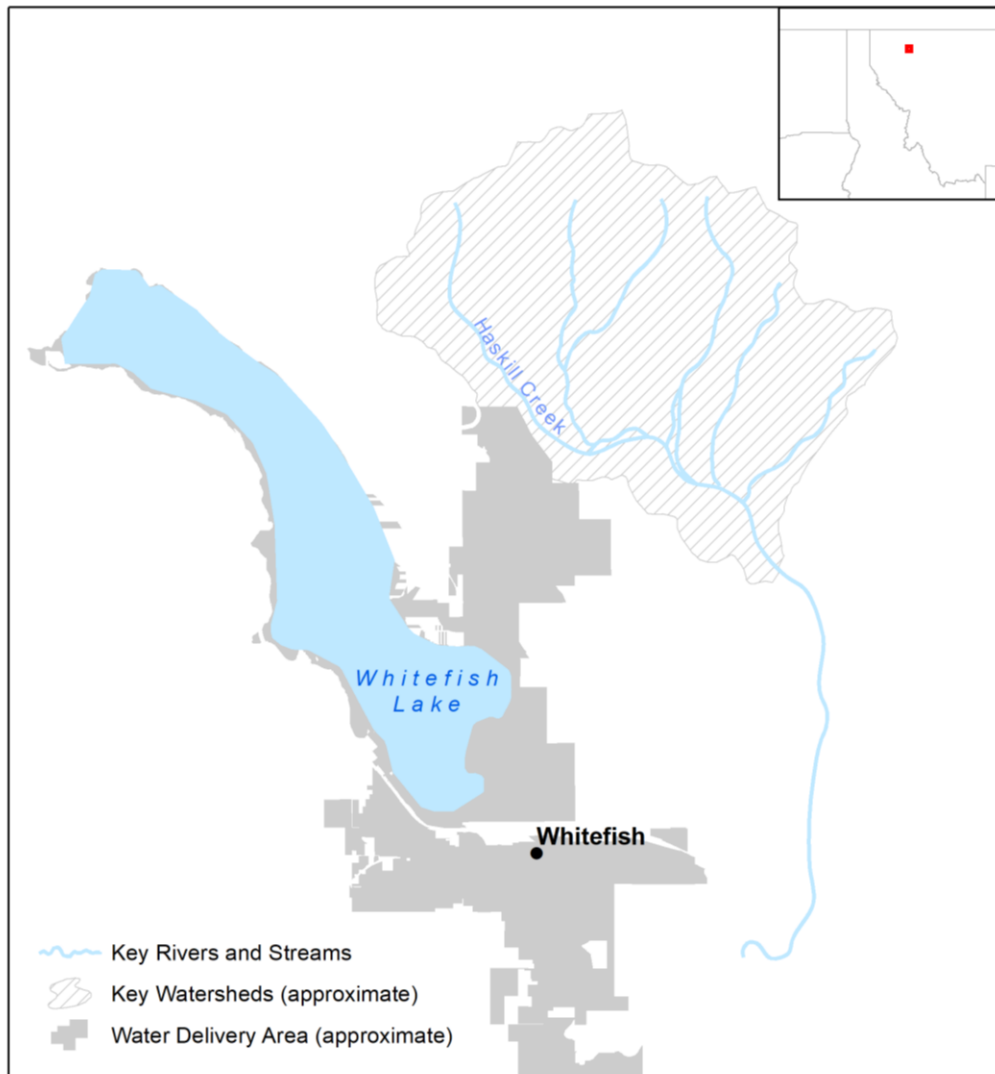 Haskill Creek
Whitefish
Lake
Whitefish
Key Rivers and Streams
Key Watersheds (approximate)
Water Delivery Area (approximate)